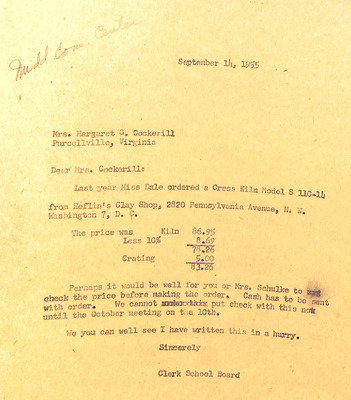 Midd Com Center
September 14, 1955
Mrs. Margaret G. Cockerill
Purcellville, Virginia
Dear Mrs. Cockerill:
Last year Miss Dale ordered a Cress Kiln Model S 110-14
from Heflin's Clay Shop, 2820 Pennsylvania Avenue, N. W.
Washington 7, D. C.
The price was Kiln 86.95
Less 10% 8.69
78.26
Crating 5.00
83.26
Perhaps it would be well for you or Mrs. Schulke to
check the price before making the order. Cash has to be sent
with order. We cannot put check with this now
until the October meeting on the 10th.
We you can well see I have written this in a hurry.
Sincerely
Clerk School Board